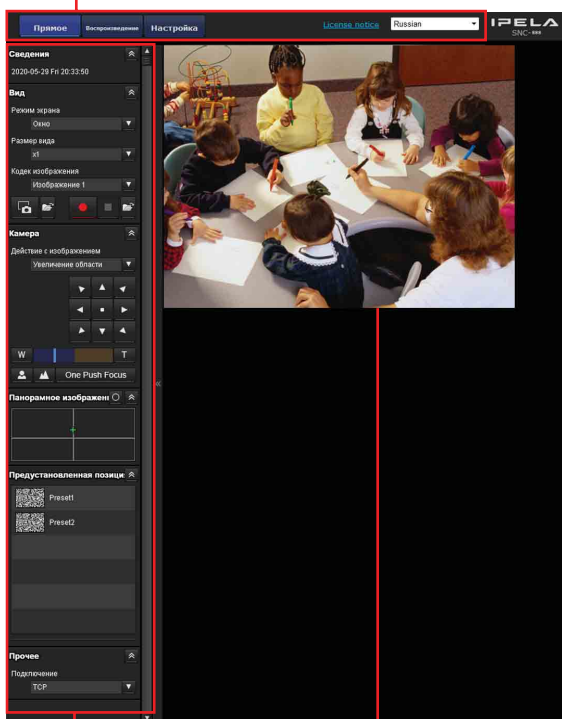 Прямое
Воспроизведение
Настройка
License notice
Russian
IPELA
SNC-
Сведения
2020-05-29 Fri 20:33:50
Вид
Режим экрана
Окно
Размер вида
x1
Кодек изображения
Изображение 1
Камера
Действие с изображением
Увеличение области
W
T
One Push Focus
Панорамное изображени
Предустановленная позици
Preset1
Preset2
Прочее
Подключение
TCP